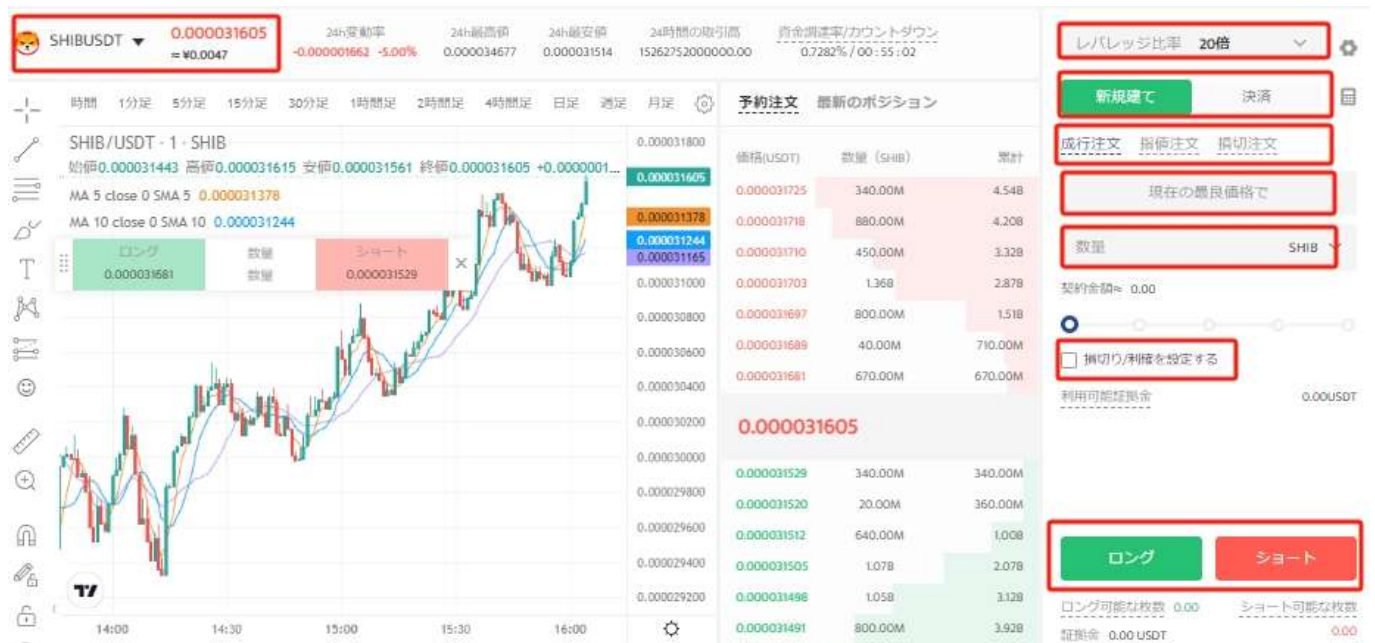 SHIBUSDT ▼ 0.000031605
≈ ¥0.0047
24h変動率
-0.000001662 -5.00%
24h最高値
0.000034677
24h最安値
0.000031514
24時間の取引高
15262752000000.00
資金調達率/カウントダウン
0.7282% / 00 : 55 : 02
時間 1分足 5分足 15分足 30分足 1時間足 2時間足 4時間足 日足 週足 月足
SHIB/USDT · 1 · SHIB
始値0.000031443 高値0.000031615 安値0.000031561 終値0.000031605 +0.0000001...
MA 5 close 0 SMA 5 0.000031378
MA 10 close 0 SMA 10 0.000031244
ロング 数量 ショート
0.000031681 数量 0.000031529
0.000031800
0.000031605
0.000031378
0.000031244
0.000031165
0.000031000
0.000030800
0.000030600
0.000030400
0.000030200
0.000030000
0.000029800
0.000029600
0.000029400
0.000029200
14:00 14:30 15:00 15:30 16:00
予約注文 最新のポジション
価格(USDT) 数量（SHIB） 累計
0.000031725 340.00M 4.54B
0.000031718 880.00M 4.20B
0.000031710 450.00M 3.32B
0.000031703 1.36B 2.87B
0.000031697 800.00M 1.51B
0.000031689 40.00M 710.00M
0.000031681 670.00M 670.00M
0.000031605
0.000031529 340.00M 340.00M
0.000031520 20.00M 360.00M
0.000031512 640.00M 1.00B
0.000031505 1.07B 2.07B
0.000031498 1.05B 3.12B
0.000031491 800.00M 3.92B
レバレッジ比率 20倍
新規建て 決済
成行注文 指値注文 損切注文
現在の最良価格で
数量 SHIB
契約金額≈ 0.00
損切り/利確を設定する
利用可能証拠金 0.00USDT
ロング ショート
ロング可能な枚数 0.00 ショート可能な枚数
証拠金 0.00 USDT 0.00